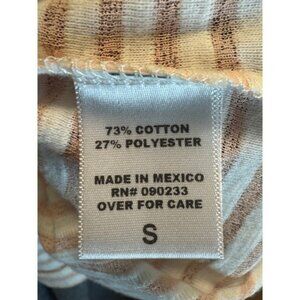 73% COTTON
27% POLYESTER
MADE IN MEXICO
RN# 090233
OVER FOR CARE
S